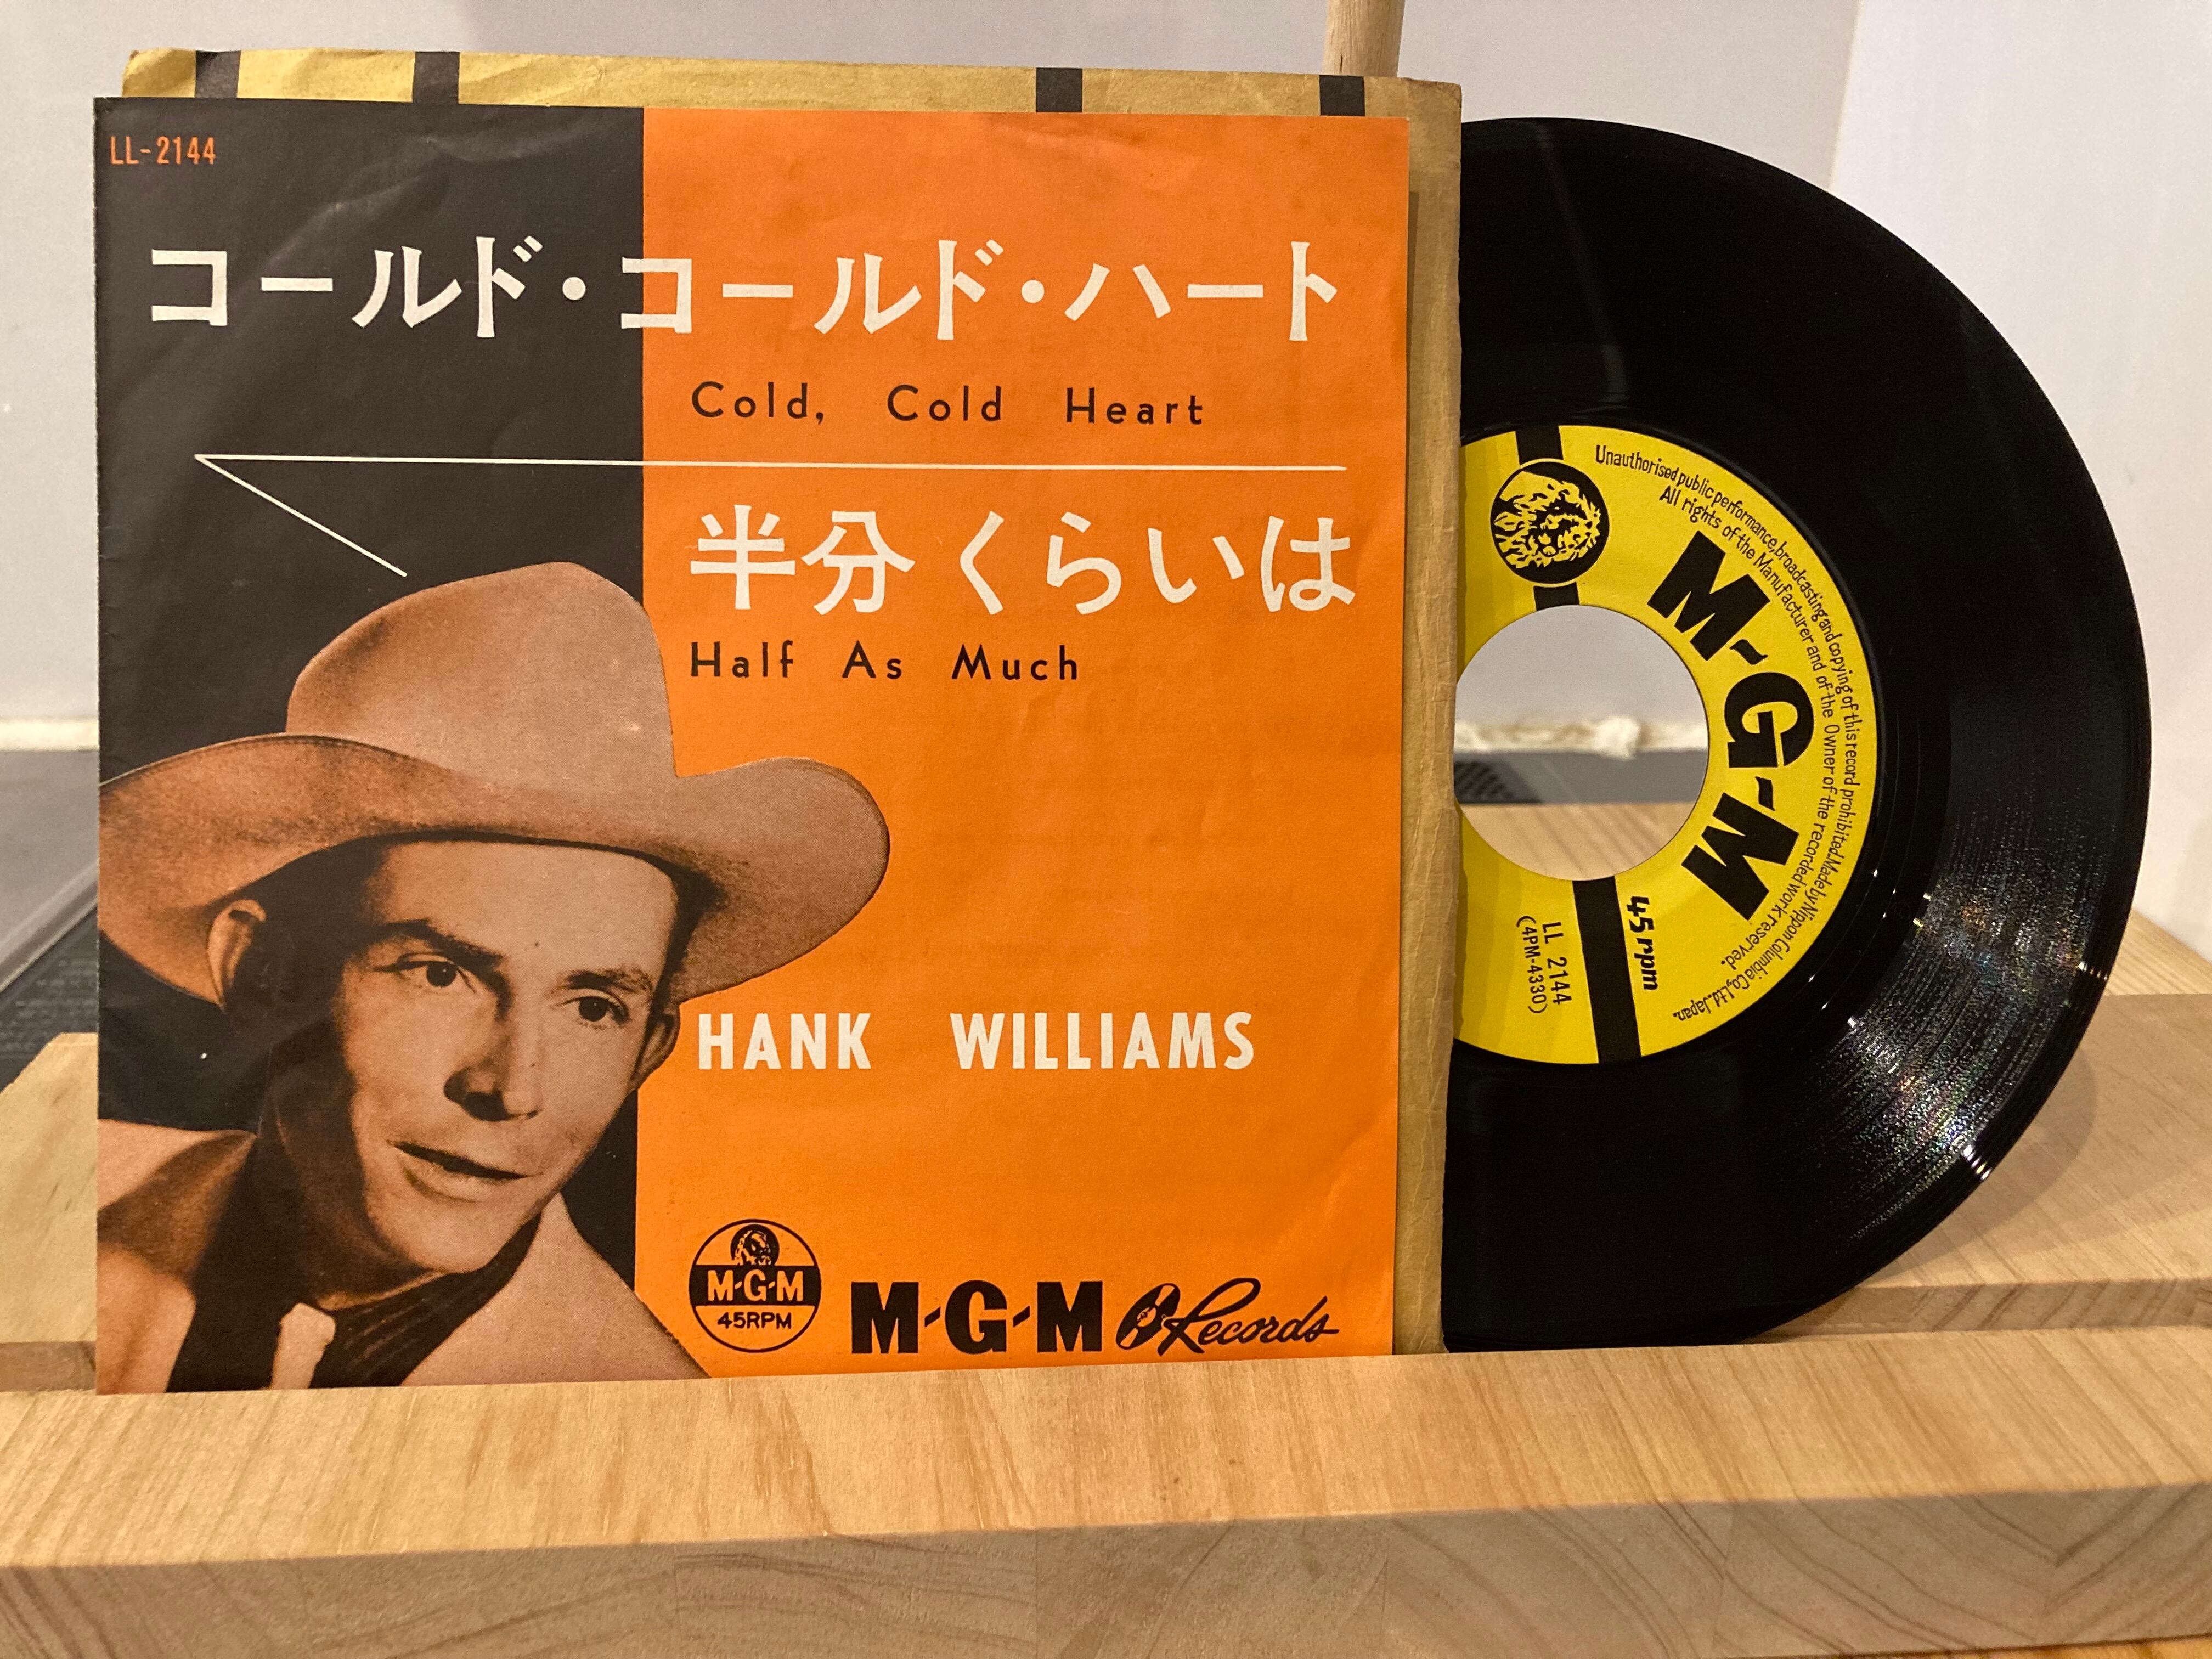 LL-2144
コールド・コールド・ハート
Cold, Cold Heart
半分くらいは
Half As Much
HANK WILLIAMS
M-G-M
45RPM
M-G-M Records
Unauthorised public performance, broadcasting and copying of this record prohibited. Made by Nippon Columbia Co., Ltd. Japan.
All rights of the Manufacturer and of the Owner of the recorded work reserved.
M-G-M
45 rpm
LL 2144
(4PM-4330)